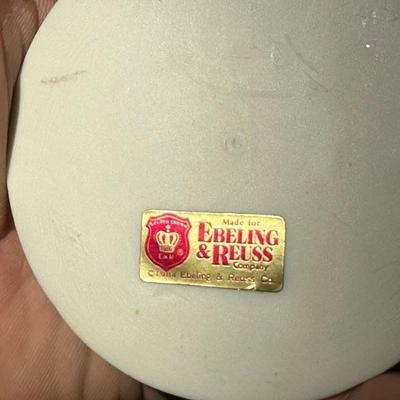 GOLDEN CROWN
E & R
®
Made for
EBELING
& REUSS
Company
©1984 Ebeling & Reuss Co